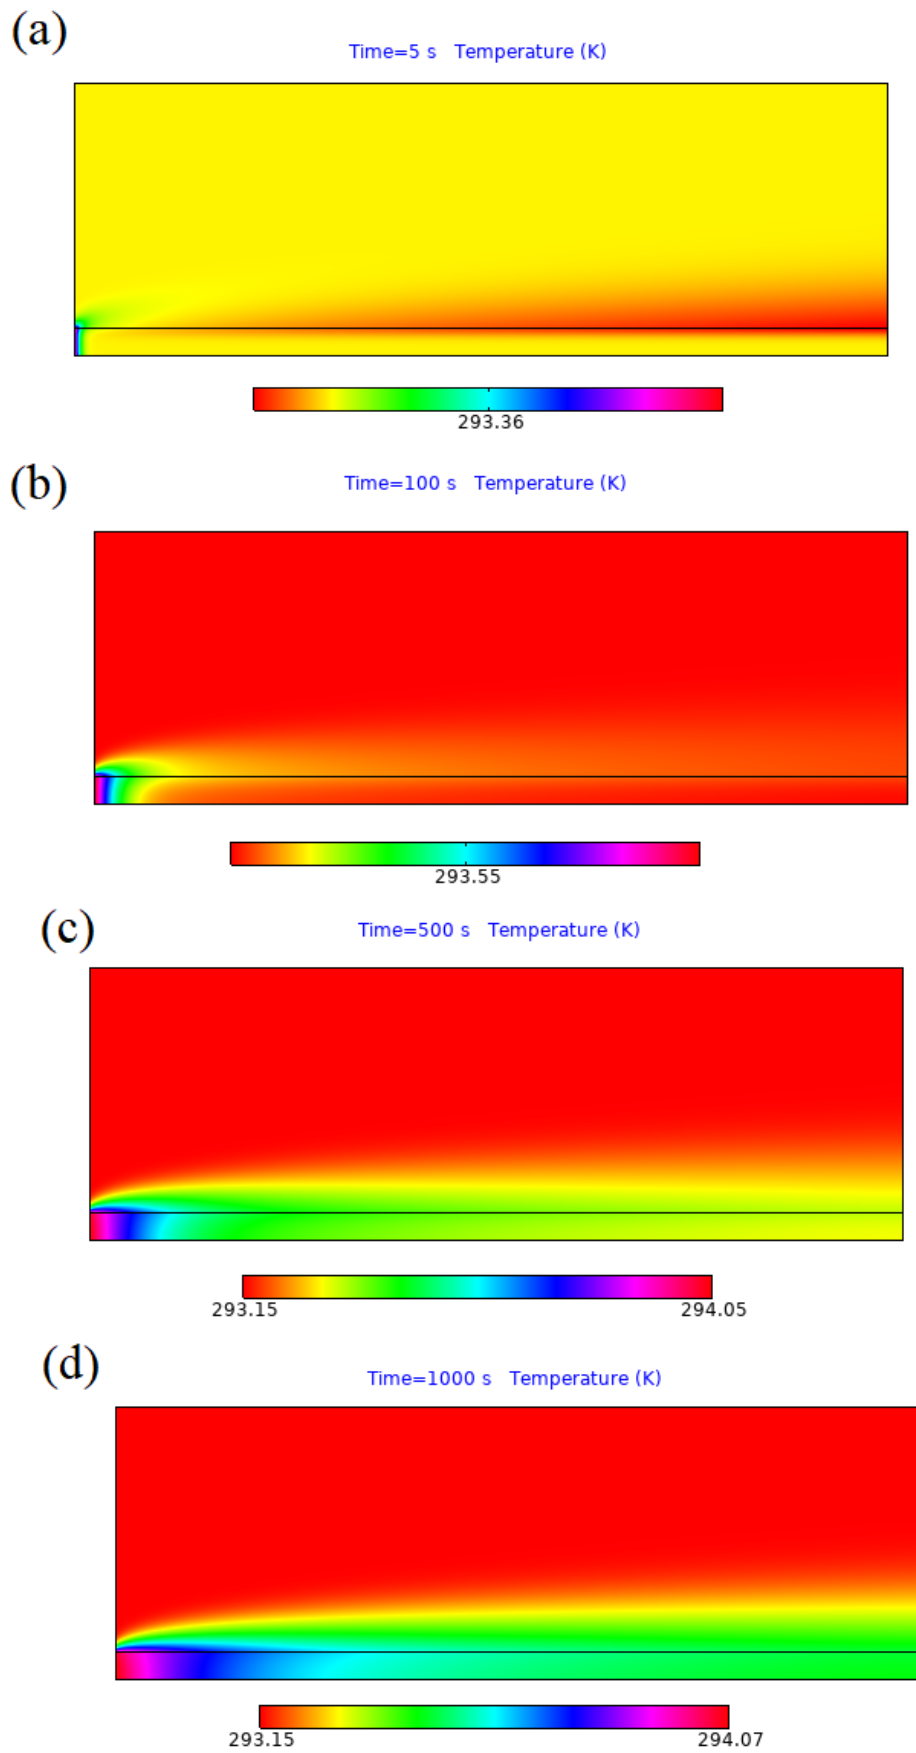 (a)
Time=5 s Temperature (K)
293.36
(b)
Time=100 s Temperature (K)
293.55
(c)
Time=500 s Temperature (K)
293.15 294.05
(d)
Time=1000 s Temperature (K)
293.15 294.07